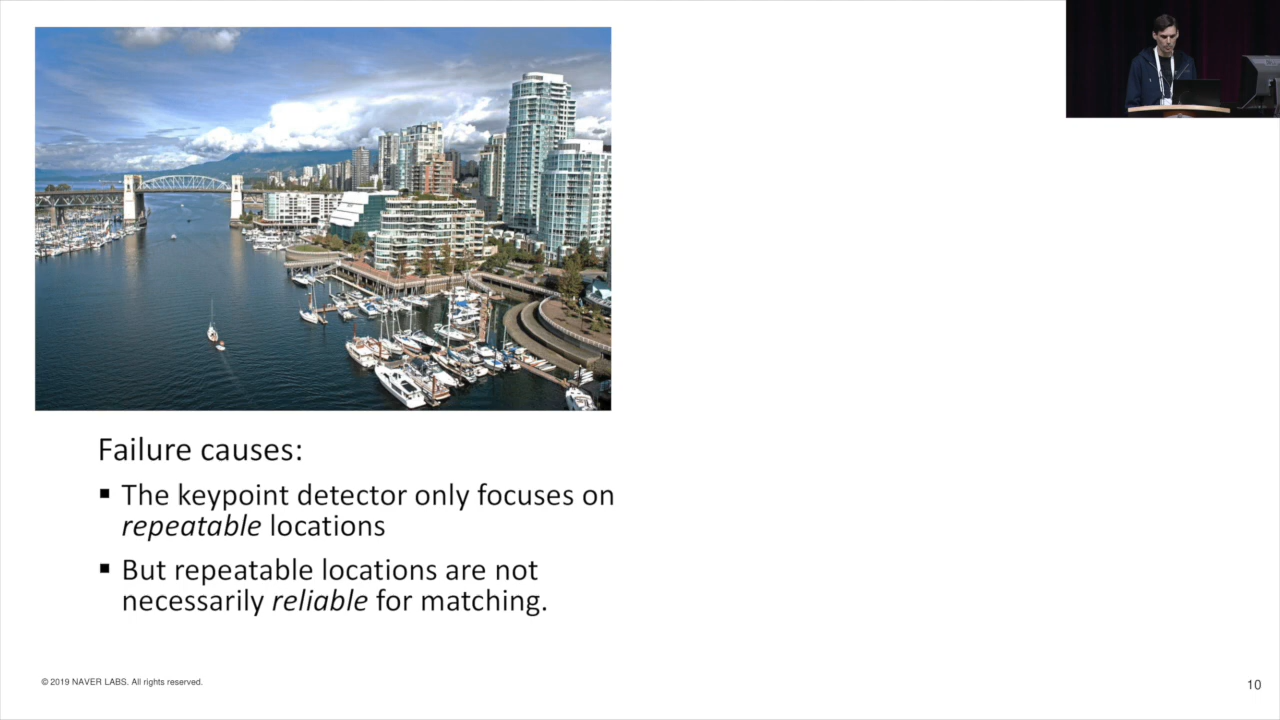 Failure causes:
▪ The keypoint detector only focuses on
repeatable locations
▪ But repeatable locations are not
necessarily reliable for matching.
© 2019 NAVER LABS. All rights reserved.
10